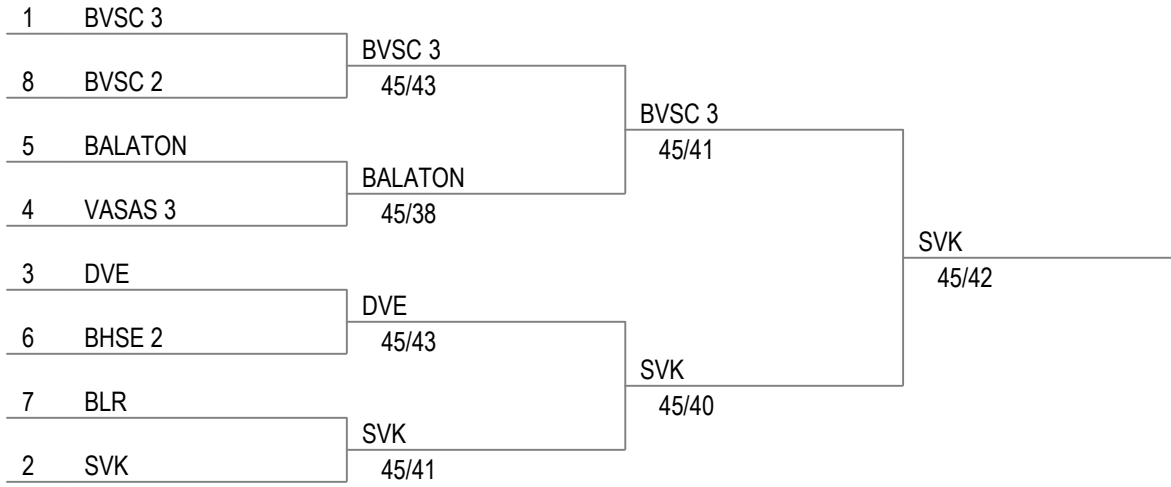 1 BVSC 3
BVSC 3
8 BVSC 2
45/43
BVSC 3
5 BALATON
45/41
BALATON
4 VASAS 3
45/38
SVK
3 DVE
45/42
DVE
6 BHSE 2
45/43
SVK
7 BLR
45/40
SVK
2 SVK
45/41